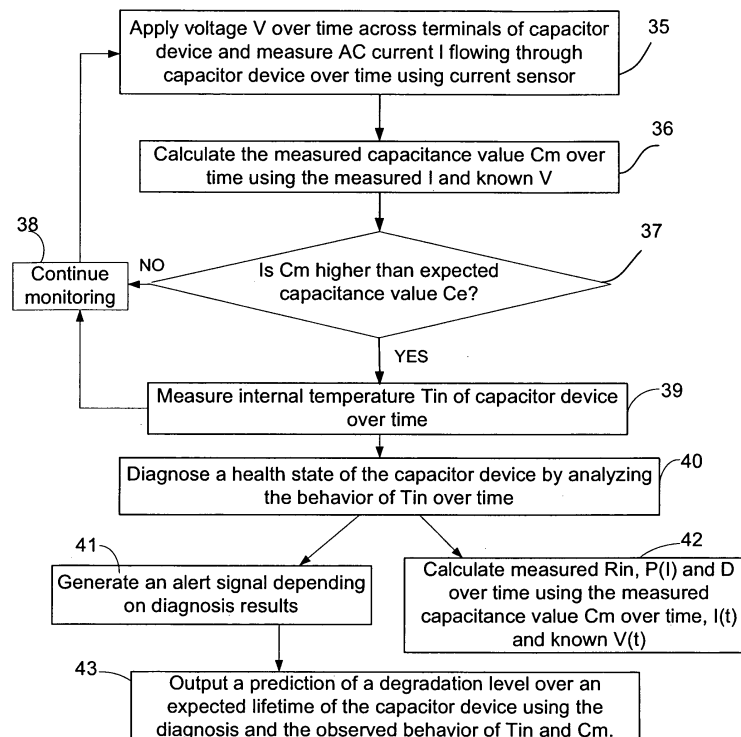 Apply voltage V over time across terminals of capacitor
device and measure AC current I flowing through
capacitor device over time using current sensor
35
Calculate the measured capacitance value Cm over
time using the measured I and known V
36
Is Cm higher than expected
capacitance value Ce?
37
38
Continue
monitoring
NO
YES
Measure internal temperature Tin of capacitor device
over time
39
Diagnose a health state of the capacitor device by analyzing
the behavior of Tin over time
40
41
Generate an alert signal depending
on diagnosis results
42
Calculate measured Rin, P(I) and D
over time using the measured
capacitance value Cm over time, I(t)
and known V(t)
43
Output a prediction of a degradation level over an
expected lifetime of the capacitor device using the
diagnosis and the observed behavior of Tin and Cm.